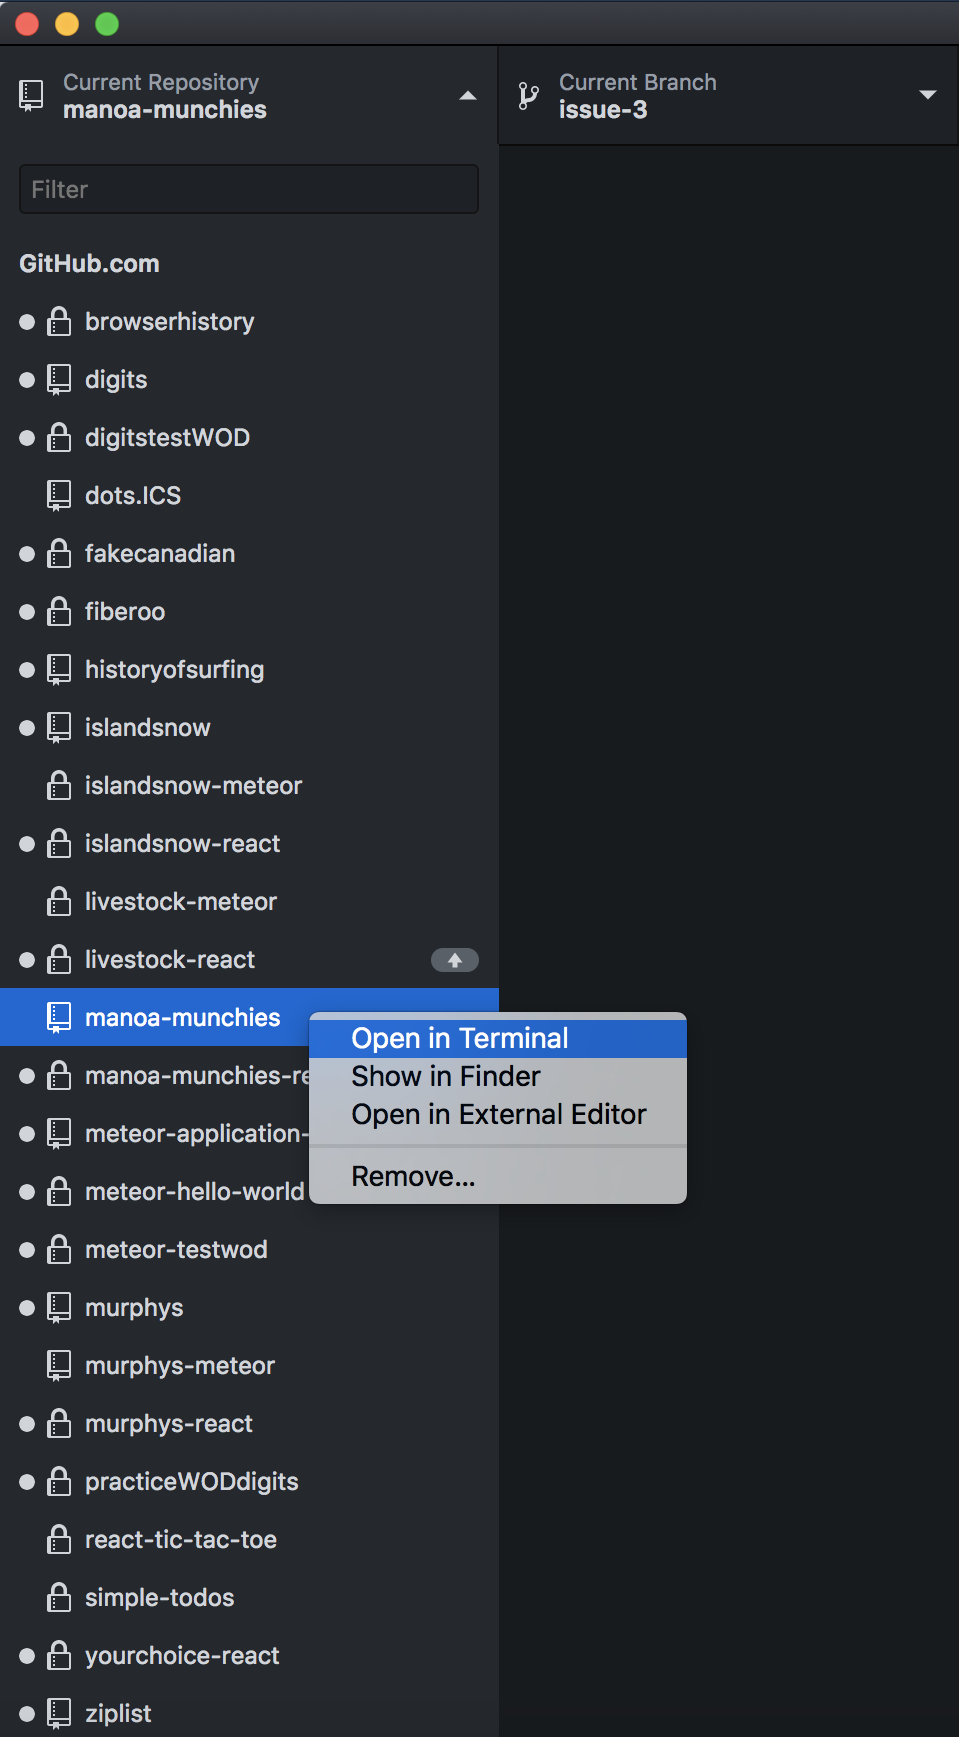 Current Repository
manoa-munchies
Current Branch
issue-3
Filter
GitHub.com
browserhistory
digits
digitstestWOD
dots.ICS
fakecanadian
fiberoo
historyofsurfing
islandsnow
islandsnow-meteor
islandsnow-react
livestock-meteor
livestock-react
manoa-munchies
Open in Terminal
Show in Finder
Open in External Editor
Remove...
manoa-munchies-re
meteor-application-
meteor-hello-world
meteor-testwod
murphys
murphys-meteor
murphys-react
practiceWODdigits
react-tic-tac-toe
simple-todos
yourchoice-react
ziplist